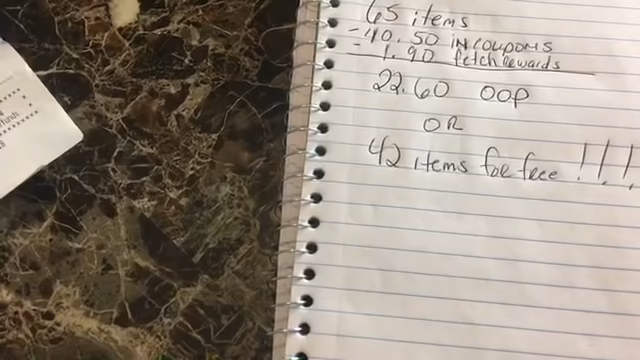 65 items
- 40.50 in coupons
- 1.90 fetch rewards
22.60 OOP
OR
42 items for free !!!